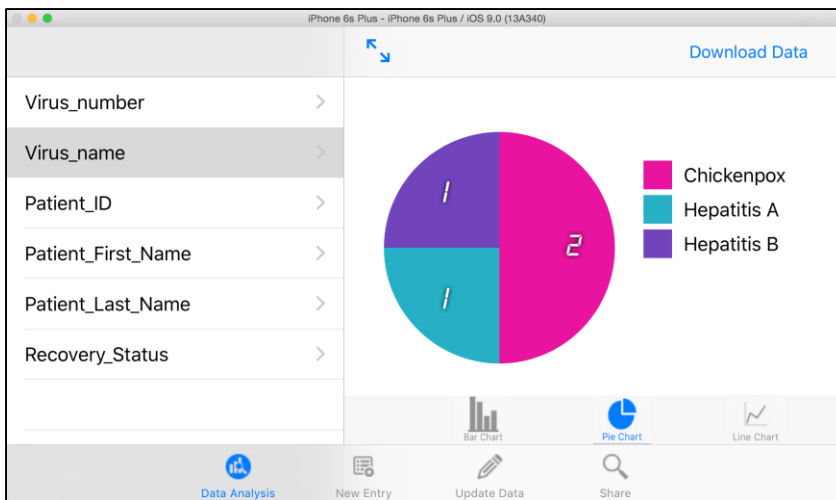 iPhone 6s Plus - iPhone 6s Plus / iOS 9.0 (13A340)
Download Data
Virus_number
Virus_name
Patient_ID
Patient_First_Name
Patient_Last_Name
Recovery_Status
1
2
1
Chickenpox
Hepatitis A
Hepatitis B
Bar Chart
Pie Chart
Line Chart
Data Analysis
New Entry
Update Data
Share